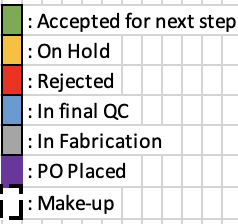 : Accepted for next step
: On Hold
: Rejected
: In final QC
: In Fabrication
: PO Placed
: Make-up